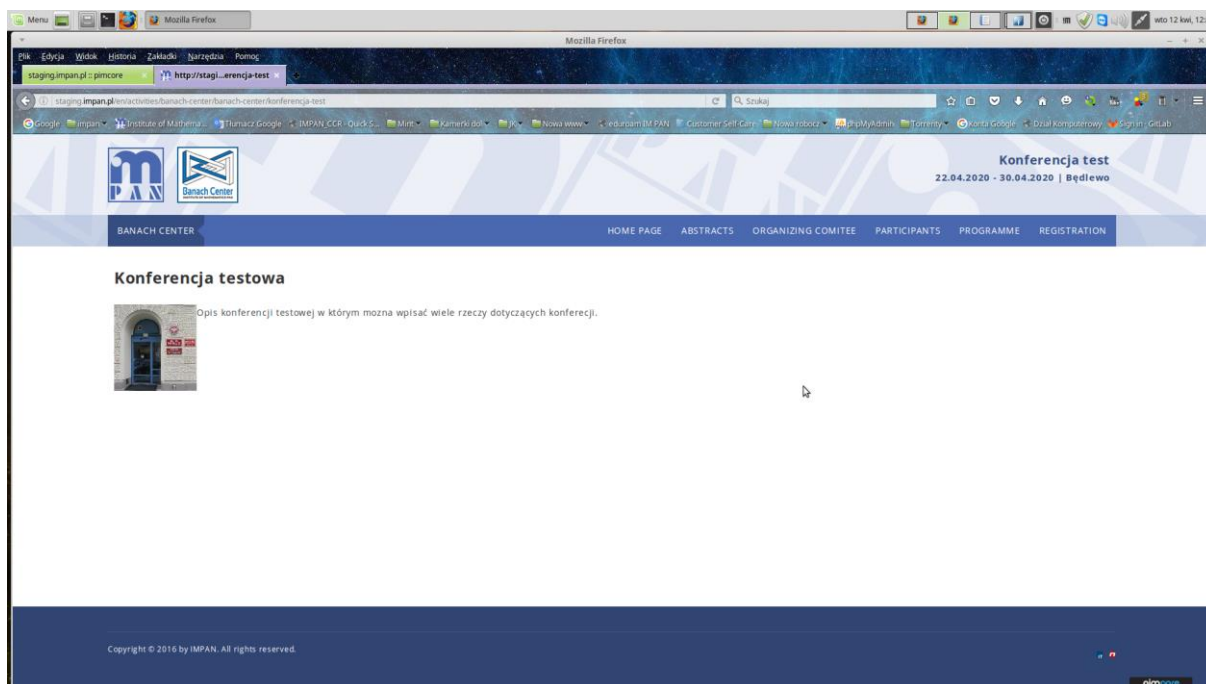 Menu
Mozilla Firefox
wto 12 kwi, 12:
Mozilla Firefox
Plik Edycja Widok Historia Zakładki Narzędzia Pomoc
staging.impan.pl :: pimcore
http://stagi...erencja-test
staging.impan.pl/en/activities/banach-center/banach-center/konferencja-test
Szukaj
Google impan Institute of Mathema... Tłumacz Google IMPAN_CCR - Quick S... Mint Kamerki dol JK Nowa www eduroam IM PAN Customer Self-Care Nowa robocz phpMyAdmin Torrenty Konta Google Dział Komputerowy Sign in · GitLab
m
PAN
Banach Center
Konferencja test
22.04.2020 - 30.04.2020 | Będlewo
BANACH CENTER
HOME PAGE ABSTRACTS ORGANIZING COMITEE PARTICIPANTS PROGRAMME REGISTRATION
Konferencja testowa
Opis konferencji testowej w którym mozna wpisać wiele rzeczy dotyczących konferecji.
Copyright © 2016 by IMPAN. All rights reserved.
pimcore